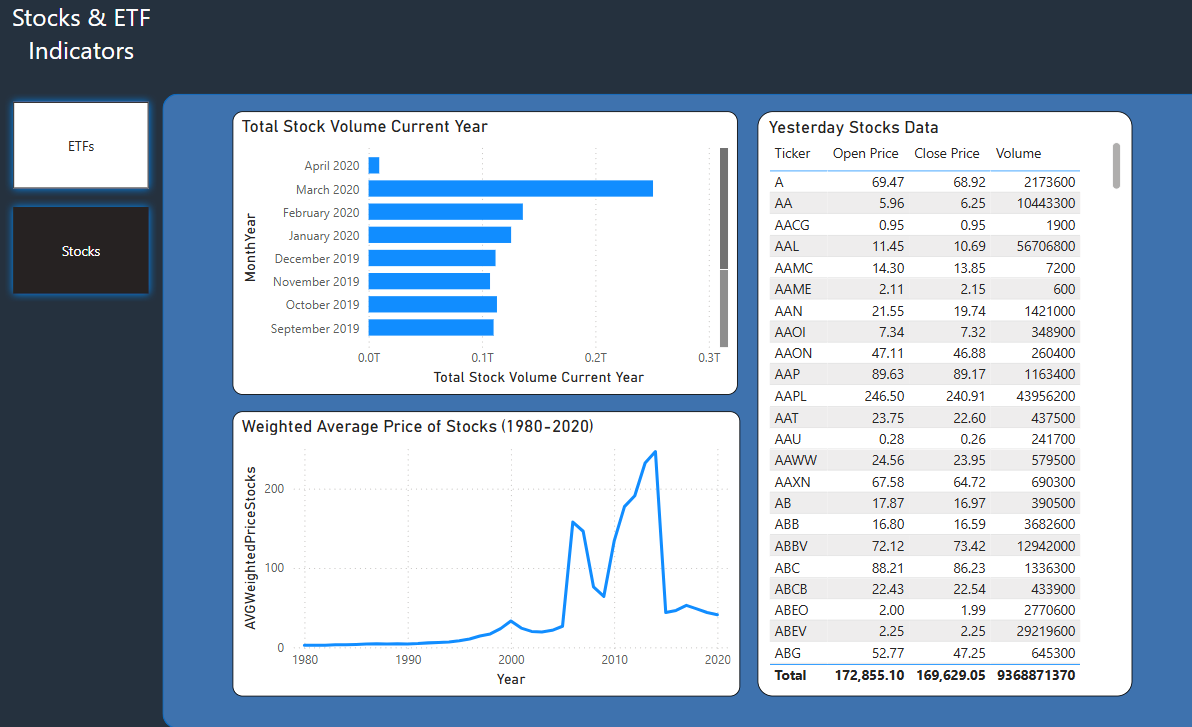 Stocks & ETF
Indicators
ETFs
Stocks
Total Stock Volume Current Year
MonthYear
April 2020
March 2020
February 2020
January 2020
December 2019
November 2019
October 2019
September 2019
0.0T 0.1T 0.2T 0.3T
Total Stock Volume Current Year
Weighted Average Price of Stocks (1980-2020)
AVGWeightedPriceStocks
200
100
0
1980 1990 2000 2010 2020
Year
Yesterday Stocks Data
Ticker Open Price Close Price Volume
A 69.47 68.92 2173600
AA 5.96 6.25 10443300
AACG 0.95 0.95 1900
AAL 11.45 10.69 56706800
AAMC 14.30 13.85 7200
AAME 2.11 2.15 600
AAN 21.55 19.74 1421000
AAOI 7.34 7.32 348900
AAON 47.11 46.88 260400
AAP 89.63 89.17 1163400
AAPL 246.50 240.91 43956200
AAT 23.75 22.60 437500
AAU 0.28 0.26 241700
AAWW 24.56 23.95 579500
AAXN 67.58 64.72 690300
AB 17.87 16.97 390500
ABB 16.80 16.59 3682600
ABBV 72.12 73.42 12942000
ABC 88.21 86.23 1336300
ABCB 22.43 22.54 433900
ABEO 2.00 1.99 2770600
ABEV 2.25 2.25 29219600
ABG 52.77 47.25 645300
Total 172,855.10 169,629.05 9368871370